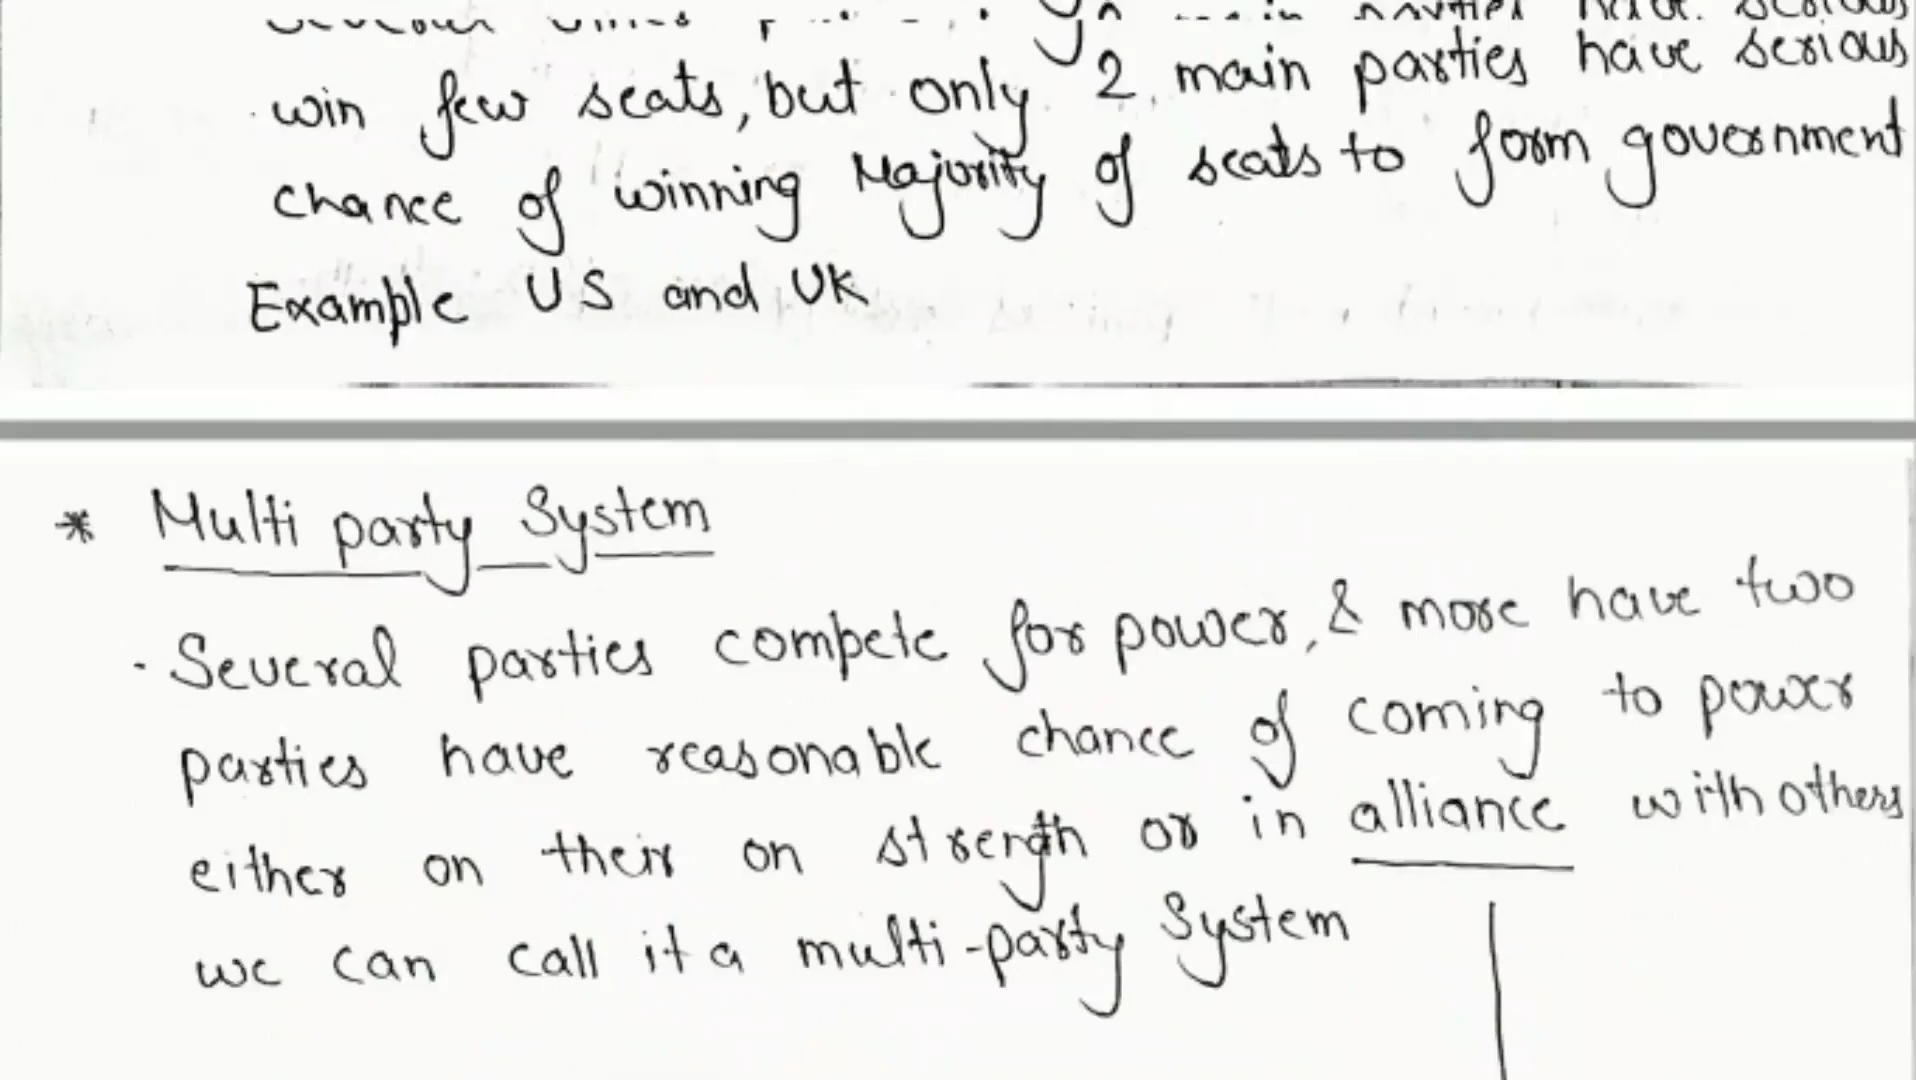 win few seats, but only 2 main parties have serious
chance of winning Majority of seats to form government
Example US and UK
* Multi party System
· Several parties compete for power, & more have two
parties have reasonable chance of coming to power
either on their on strength or in alliance with others
we can call it a multi-party System